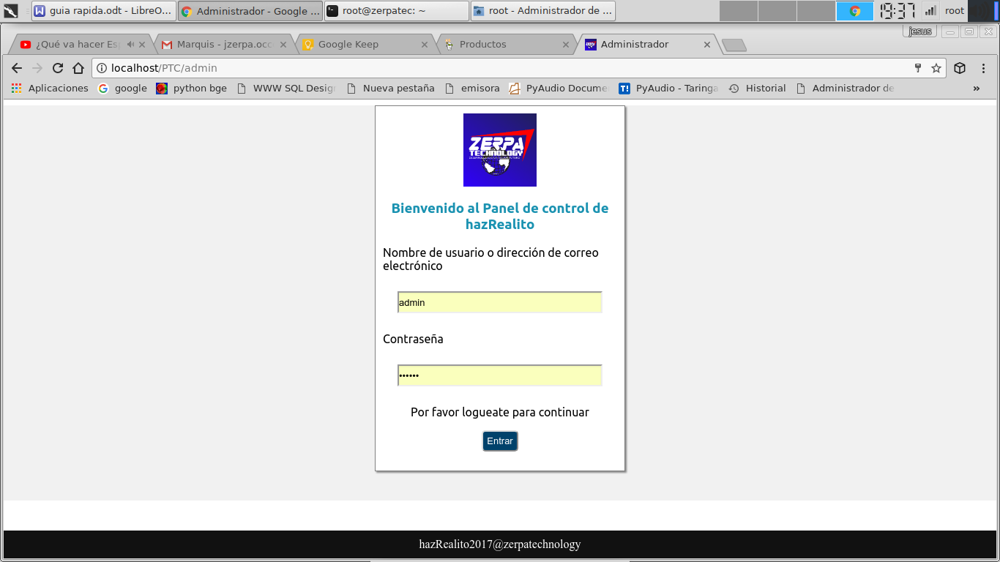 guia rapida.odt - LibreO...
Administrador - Google ...
root@zerpatec: ~
root - Administrador de ...
19:37
root
jesus
¿Qué va hacer Esp
Marquis - jzerpa.occ
Google Keep
Productos
Administrador
localhost/PTC/admin
Aplicaciones
google
python bge
WWW SQL Design
Nueva pestaña
emisora
PyAudio Docume
T!
PyAudio - Taringa
Historial
Administrador de
»
ZERPA
TECHNOLOGY
Bienvenido al Panel de control de
hazRealito
Nombre de usuario o dirección de correo
electrónico
admin
Contraseña
••••••
Por favor logueate para continuar
Entrar
hazRealito2017@zerpatechnology